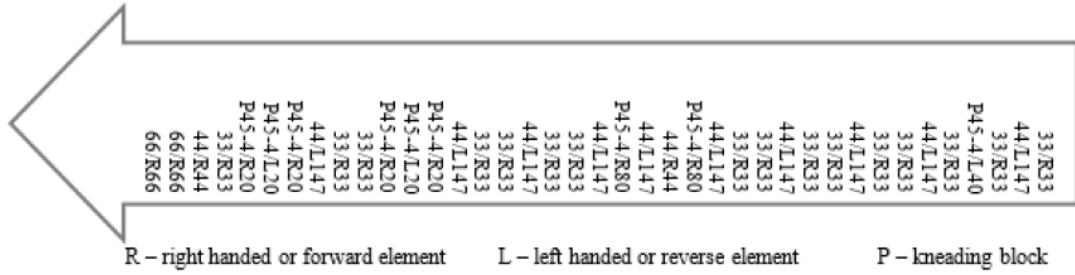 66/R66
66/R66
44/R44
33/R33
P45-4/R20
P45-4/L20
P45-4/R20
44/L147
33/R33
33/R33
P45-4/R20
P45-4/L20
P45-4/R20
44/L147
33/R33
33/R33
44/L147
33/R33
33/R33
44/L147
P45-4/R80
44/L147
44/R44
P45-4/R80
44/L147
33/R33
33/R33
44/L147
33/R33
33/R33
44/L147
33/R33
33/R33
44/L147
33/R33
P45-4/L40
33/R33
44/L147
33/R33
R – right handed or forward element L – left handed or reverse element P – kneading block